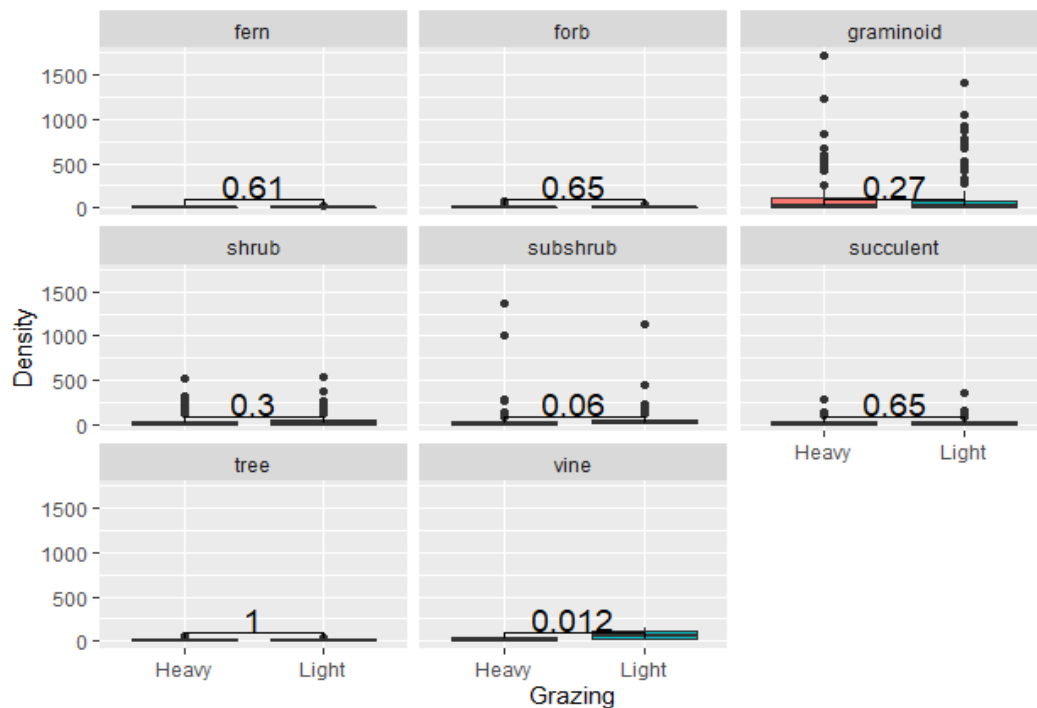 fern forb graminoid
1500
1000
500
0
0.61 0.65 0.27
shrub subshrub succulent
1500
1000
500
0
0.3 0.06 0.65
Heavy Light
tree vine
1500
1000
500
0
1 0.012
Heavy Light Heavy Light
Density
Grazing